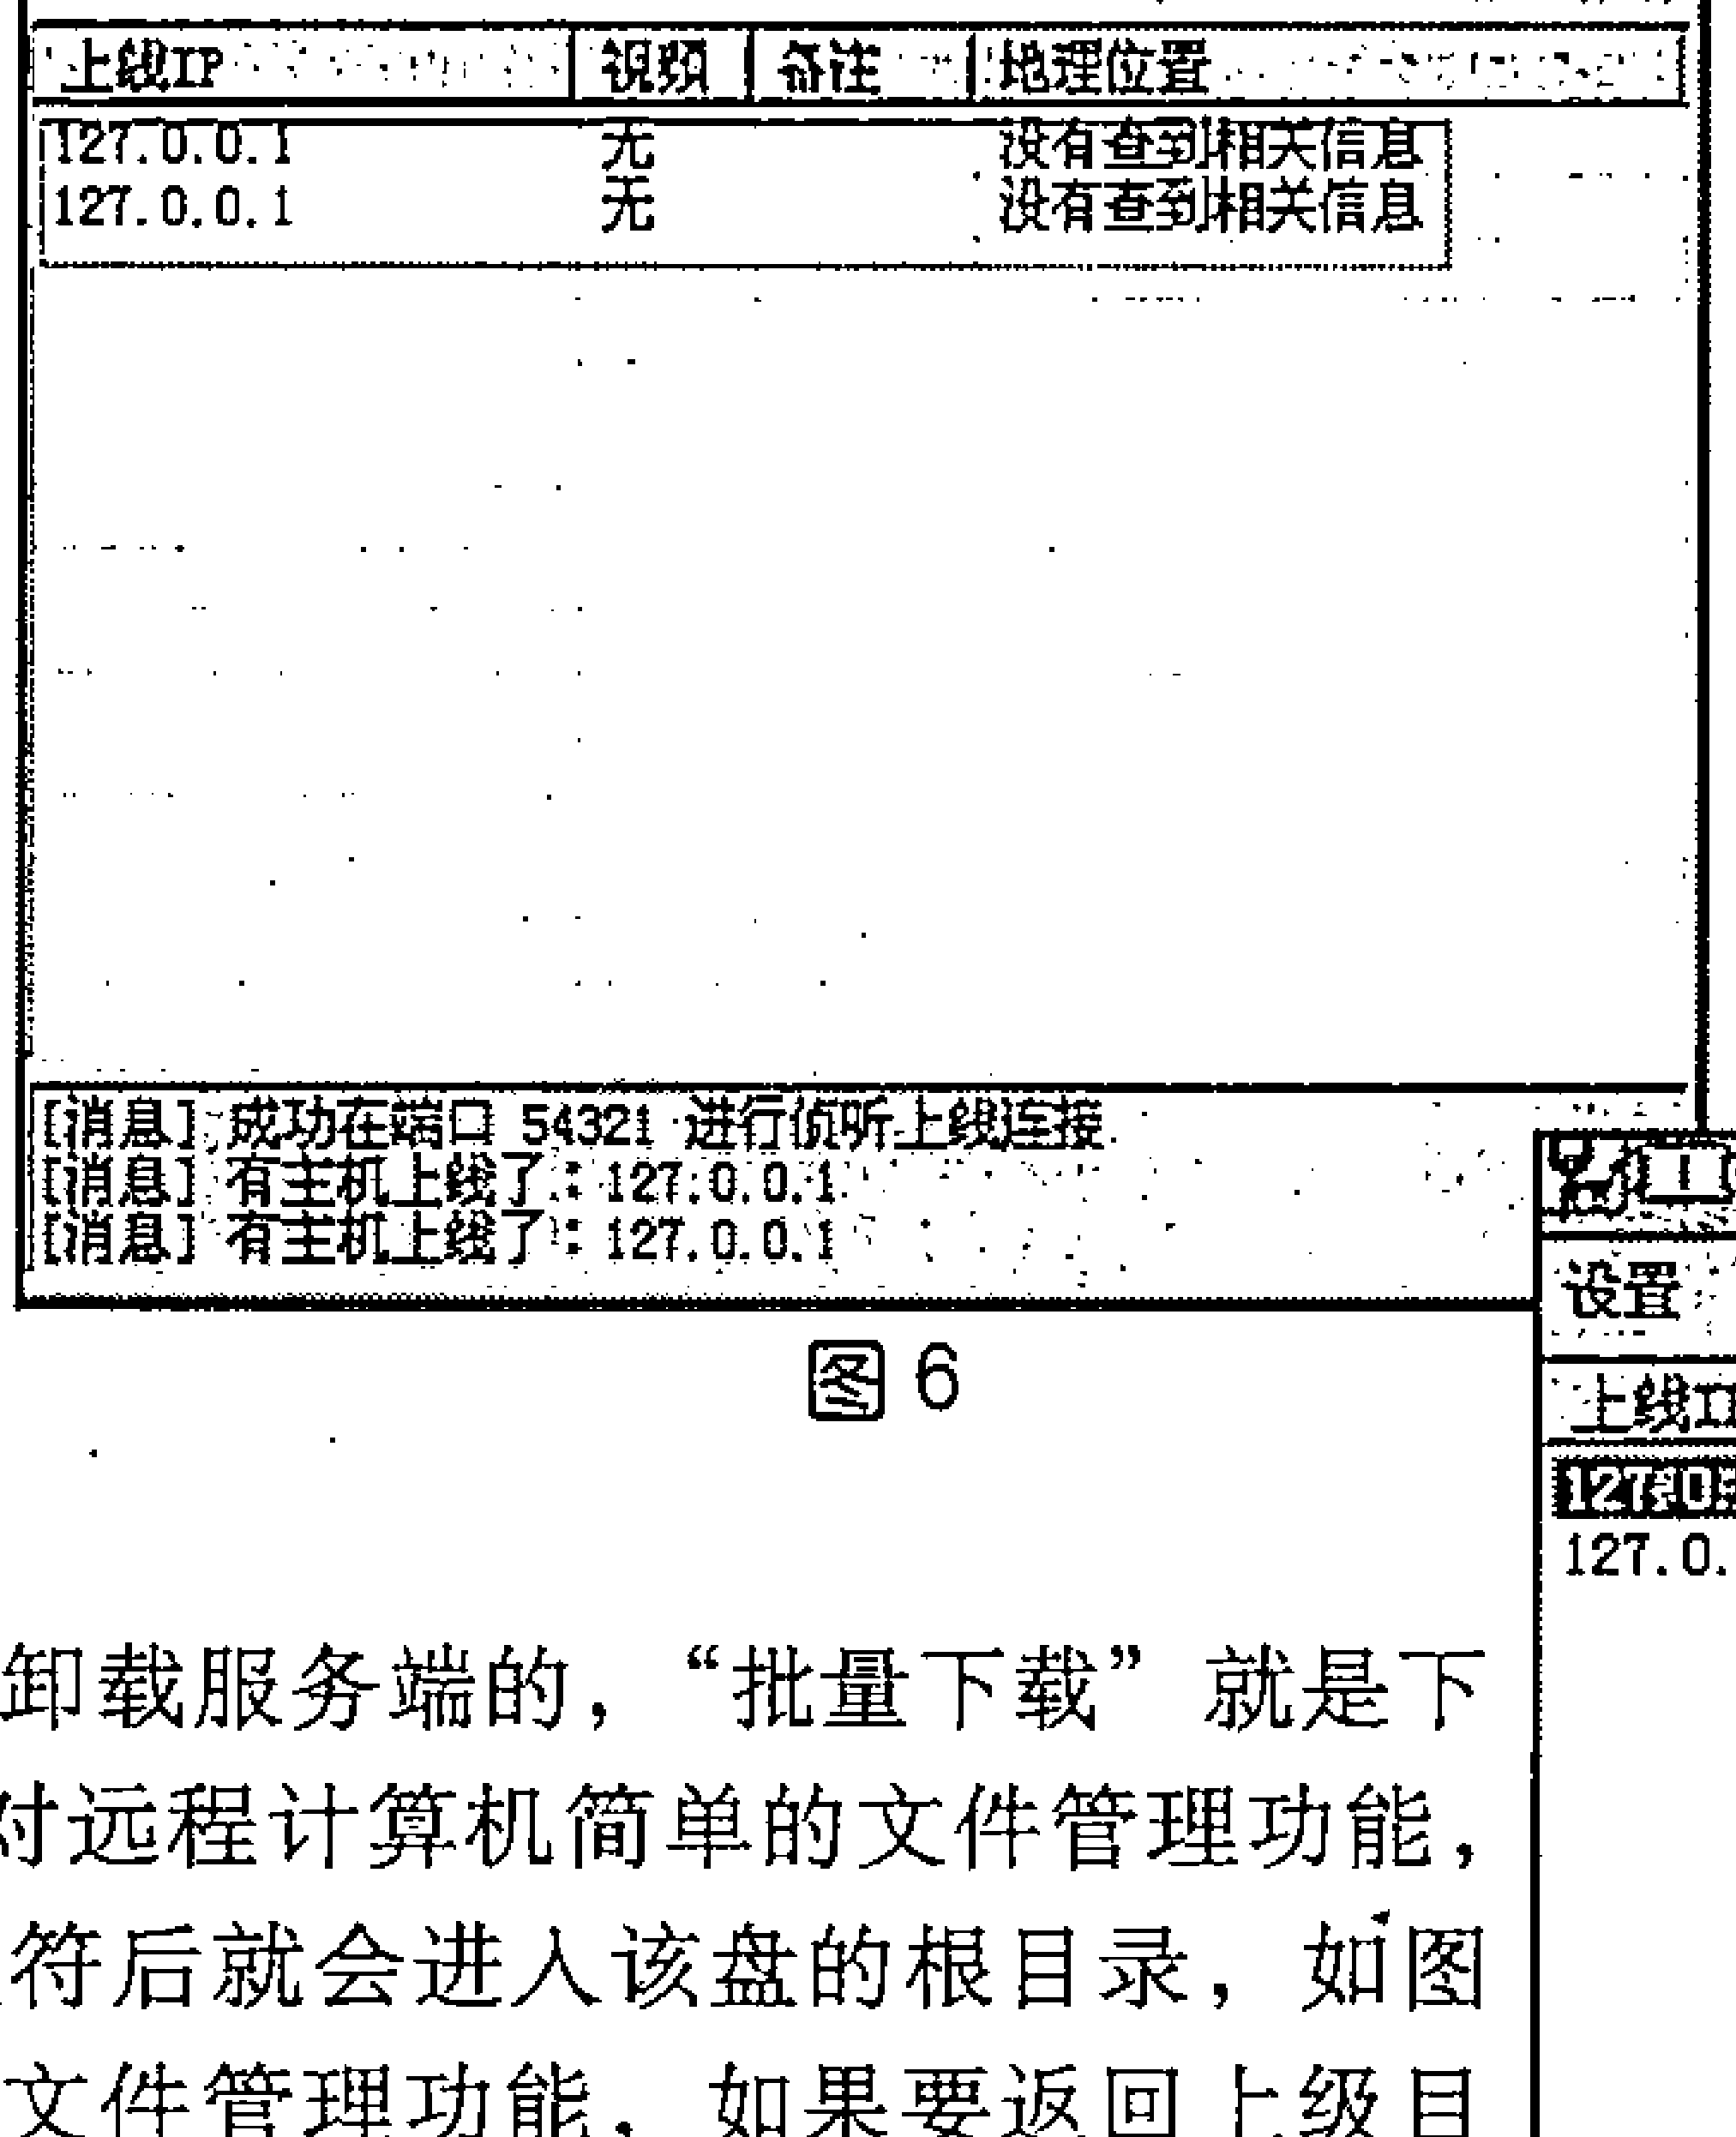 上线IP 视频 备注 地理位置
127.0.0.1 无 没有查到相关信息
127.0.0.1 无 没有查到相关信息
[消息] 成功在端口 54321 进行侦听上线连接
[消息] 有主机上线了：127.0.0.1
[消息] 有主机上线了：127.0.0.1
图 6
设置
上线I
127.0.
127.0.
卸载服务端的，“批量下载”就是下
对远程计算机简单的文件管理功能，
符后就会进入该盘的根目录，如图
文件管理功能，如果要返回上级目